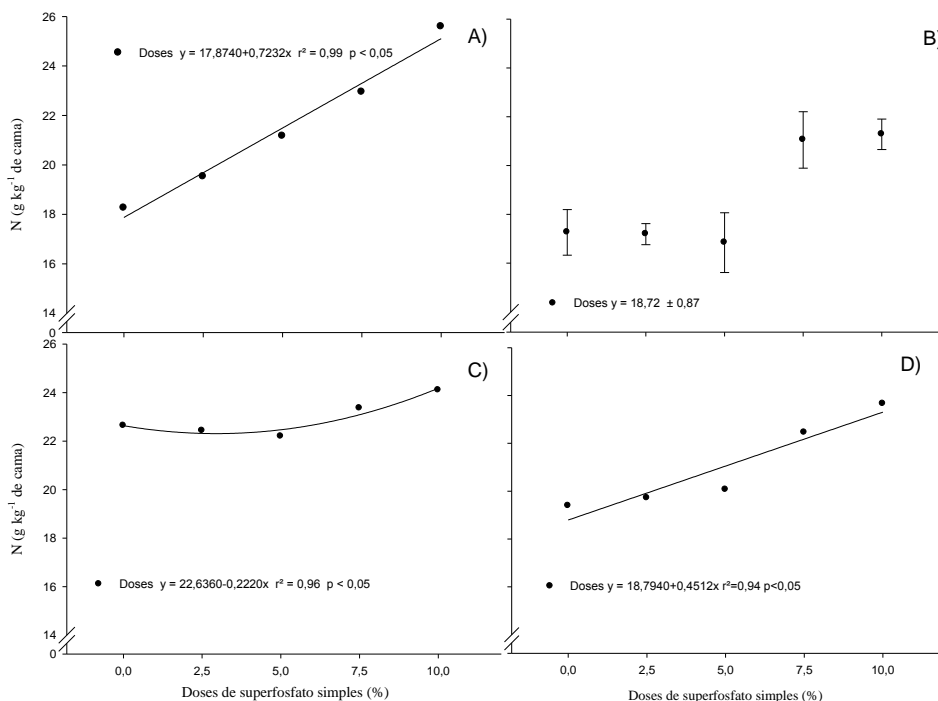 26
24
22
20
18
16
14
0
N (g kg⁻¹ de cama)
A)
Doses y = 17,8740+0,7232x r² = 0,99 p < 0,05
B)
Doses y = 18,72 ± 0,87
26
24
22
20
18
16
14
0
N (g kg⁻¹ de cama)
C)
Doses y = 22,6360-0,2220x r² = 0,96 p < 0,05
0,0 2,5 5,0 7,5 10,0
Doses de superfosfato simples (%)
D)
Doses y = 18,7940+0,4512x r²=0,94 p<0,05
0,0 2,5 5,0 7,5 10,0
Doses de superfosfato simples (%)